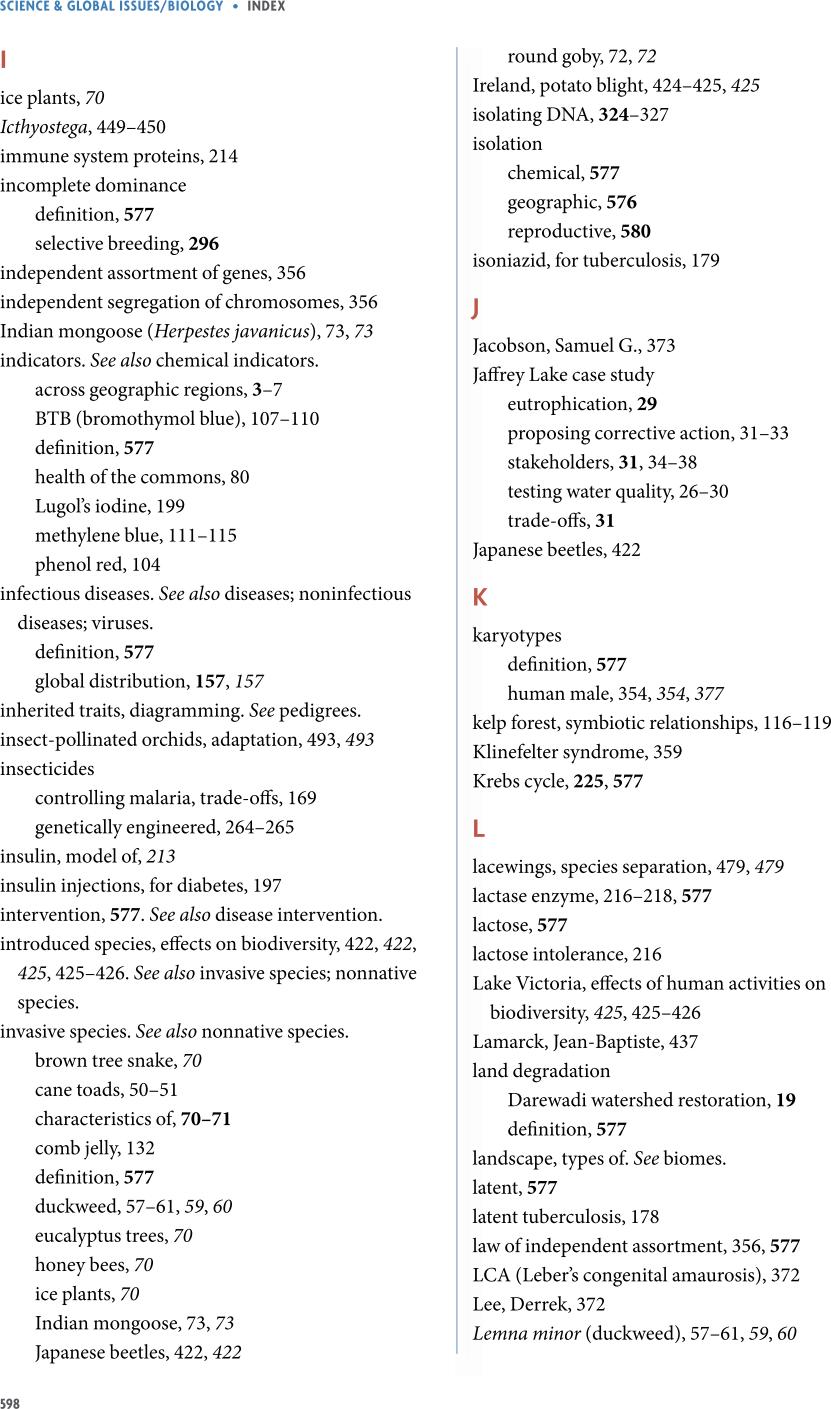 SCIENCE & GLOBAL ISSUES/BIOLOGY • INDEX
I
ice plants, 70
Icthyostega, 449–450
immune system proteins, 214
incomplete dominance
definition, 577
selective breeding, 296
independent assortment of genes, 356
independent segregation of chromosomes, 356
Indian mongoose (Herpestes javanicus), 73, 73
indicators. See also chemical indicators.
across geographic regions, 3–7
BTB (bromothymol blue), 107–110
definition, 577
health of the commons, 80
Lugol’s iodine, 199
methylene blue, 111–115
phenol red, 104
infectious diseases. See also diseases; noninfectious
diseases; viruses.
definition, 577
global distribution, 157, 157
inherited traits, diagramming. See pedigrees.
insect-pollinated orchids, adaptation, 493, 493
insecticides
controlling malaria, trade-offs, 169
genetically engineered, 264–265
insulin, model of, 213
insulin injections, for diabetes, 197
intervention, 577. See also disease intervention.
introduced species, effects on biodiversity, 422, 422,
425, 425–426. See also invasive species; nonnative
species.
invasive species. See also nonnative species.
brown tree snake, 70
cane toads, 50–51
characteristics of, 70–71
comb jelly, 132
definition, 577
duckweed, 57–61, 59, 60
eucalyptus trees, 70
honey bees, 70
ice plants, 70
Indian mongoose, 73, 73
Japanese beetles, 422, 422
round goby, 72, 72
Ireland, potato blight, 424–425, 425
isolating DNA, 324–327
isolation
chemical, 577
geographic, 576
reproductive, 580
isoniazid, for tuberculosis, 179
J
Jacobson, Samuel G., 373
Jaffrey Lake case study
eutrophication, 29
proposing corrective action, 31–33
stakeholders, 31, 34–38
testing water quality, 26–30
trade-offs, 31
Japanese beetles, 422
K
karyotypes
definition, 577
human male, 354, 354, 377
kelp forest, symbiotic relationships, 116–119
Klinefelter syndrome, 359
Krebs cycle, 225, 577
L
lacewings, species separation, 479, 479
lactase enzyme, 216–218, 577
lactose, 577
lactose intolerance, 216
Lake Victoria, effects of human activities on
biodiversity, 425, 425–426
Lamarck, Jean-Baptiste, 437
land degradation
Darewadi watershed restoration, 19
definition, 577
landscape, types of. See biomes.
latent, 577
latent tuberculosis, 178
law of independent assortment, 356, 577
LCA (Leber’s congenital amaurosis), 372
Lee, Derrek, 372
Lemna minor (duckweed), 57–61, 59, 60
598